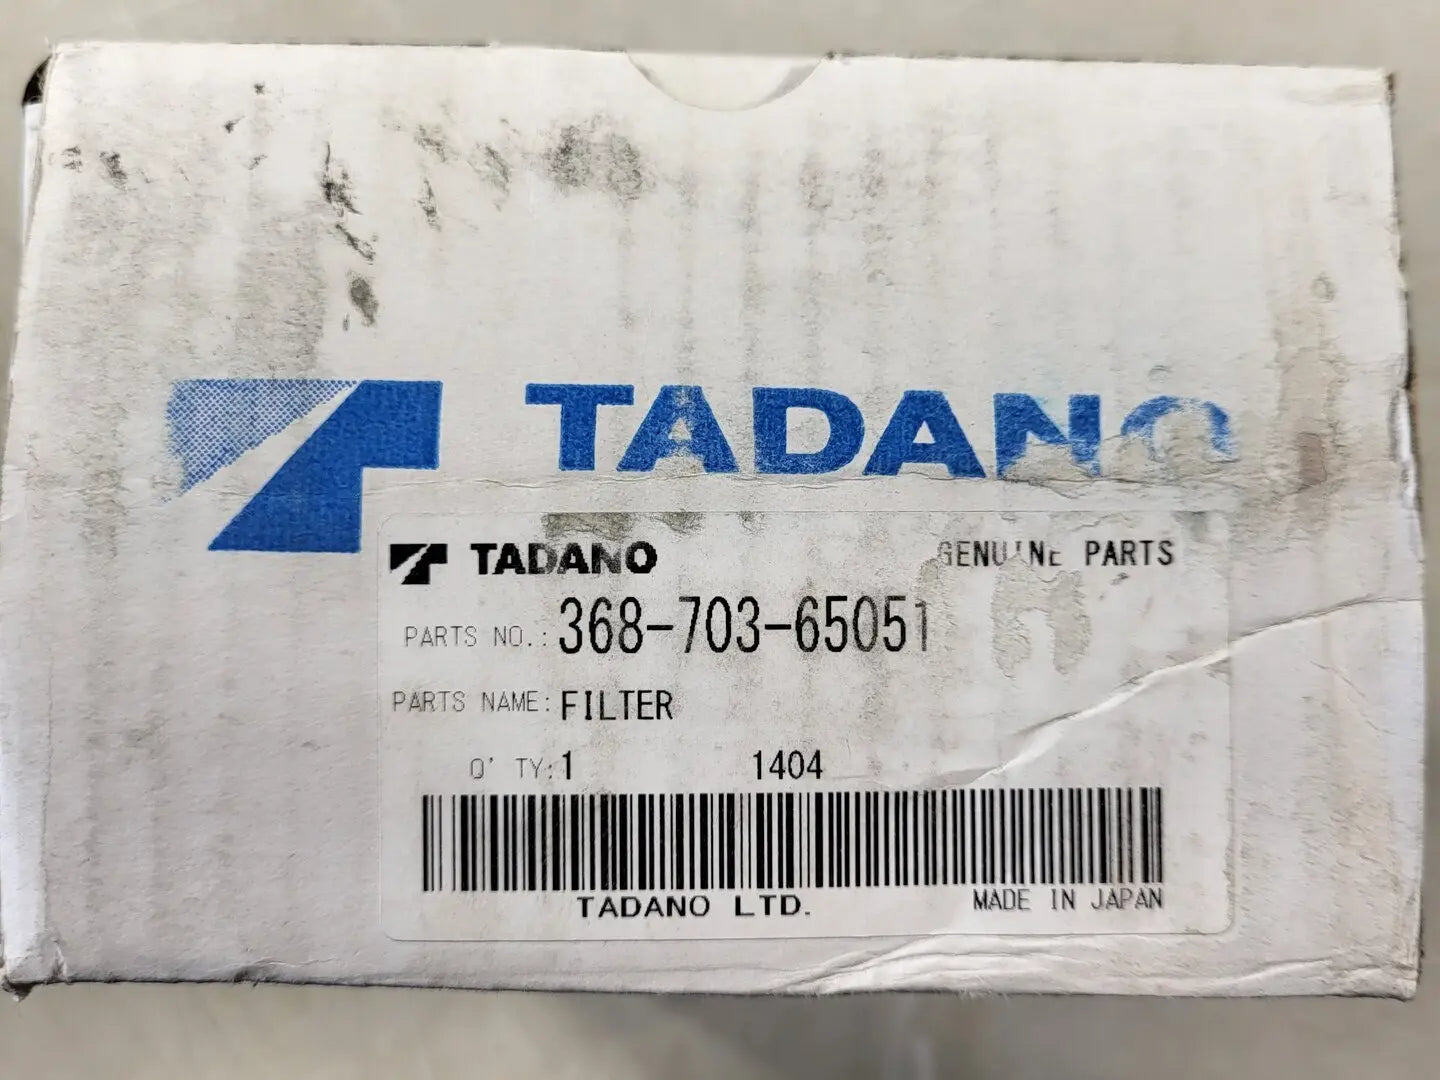 TADANO
TADANO GENUINE PARTS
PARTS NO.: 368-703-65051
PARTS NAME: FILTER
Q' TY: 1 1404
TADANO LTD. MADE IN JAPAN